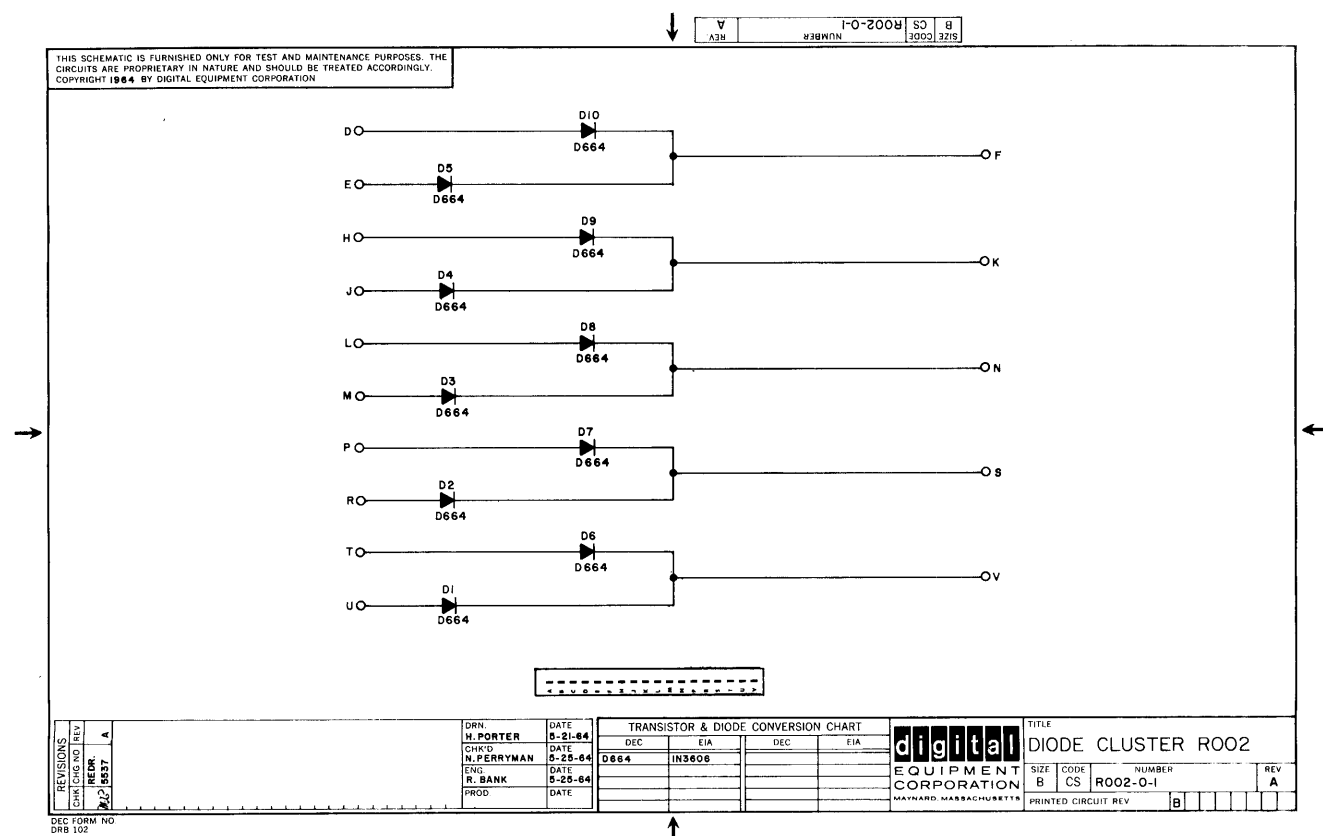 SIZE CODE NUMBER REV
B CS R002-0-1 A
THIS SCHEMATIC IS FURNISHED ONLY FOR TEST AND MAINTENANCE PURPOSES. THE
CIRCUITS ARE PROPRIETARY IN NATURE AND SHOULD BE TREATED ACCORDINGLY.
COPYRIGHT 1964 BY DIGITAL EQUIPMENT CORPORATION
D10
D
D664
F
D5
E
D664
D9
H
D664
K
D4
J
D664
D8
L
D664
N
D3
M
D664
D7
P
D664
S
D2
R
D664
D6
T
D664
V
D1
U
D664
REVISIONS
CHK CHG NO REV
REDR. 5537 A
DRN. DATE
H. PORTER 5-21-64
CHK'D DATE
N. PERRYMAN 5-25-64
ENG. DATE
R. BANK 5-25-64
PROD. DATE
TRANSISTOR & DIODE CONVERSION CHART
DEC EIA DEC EIA
D664 IN3606
digital
EQUIPMENT
CORPORATION
MAYNARD, MASSACHUSETTS
TITLE
DIODE CLUSTER R002
SIZE CODE NUMBER REV
B CS R002-0-1 A
PRINTED CIRCUIT REV B
DEC FORM NO
DRB 102